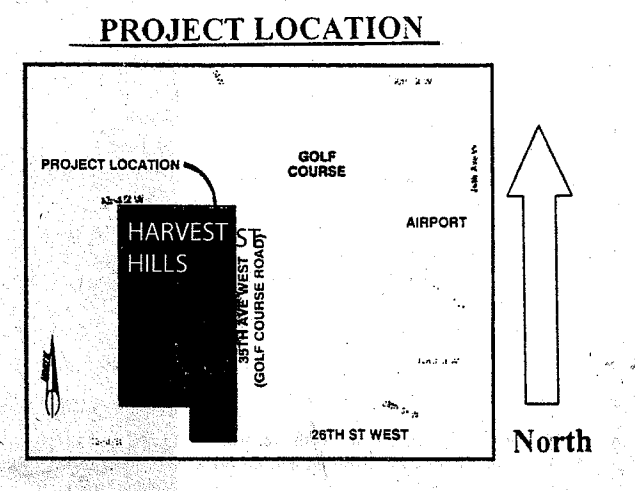 PROJECT LOCATION
GOLF
COURSE
PROJECT LOCATION
AIRPORT
HARVEST
HILLS
ST
35TH AVE WEST
(GOLF COURSE ROAD)
26TH ST WEST
North